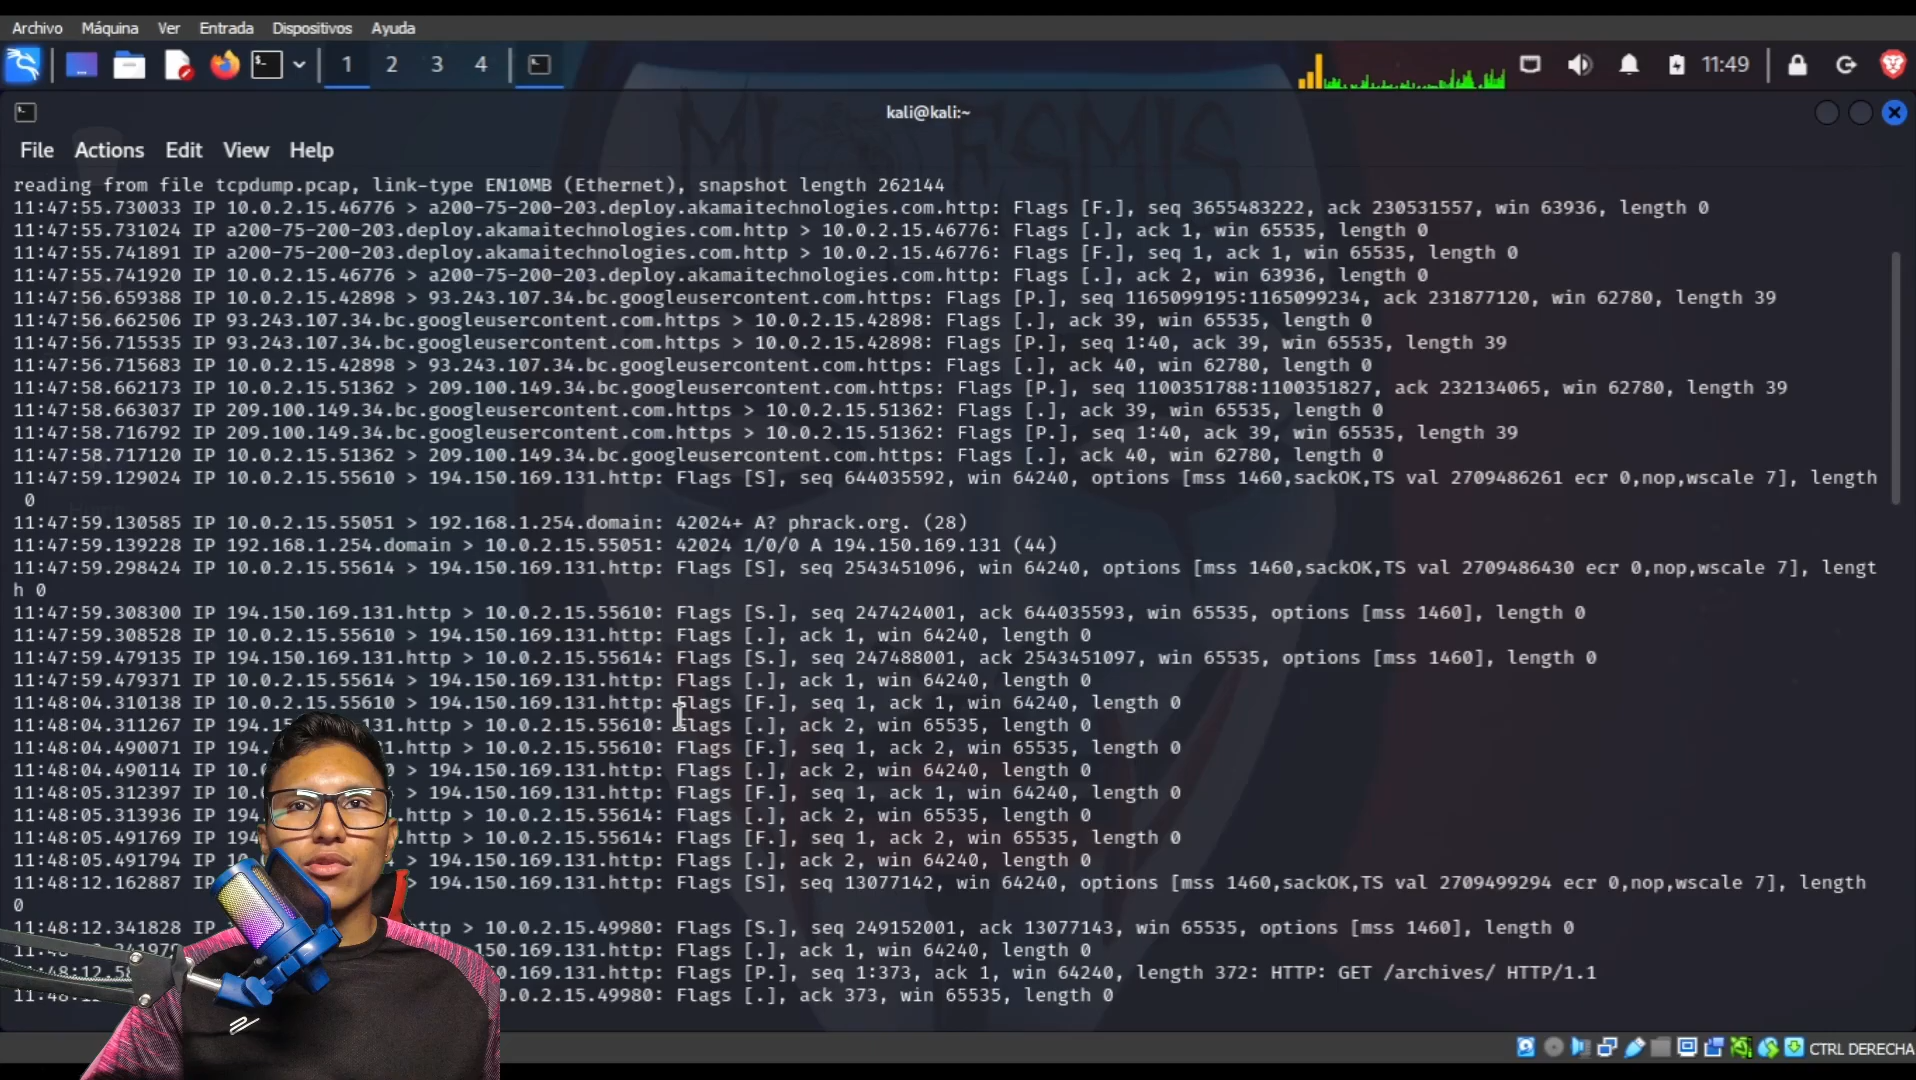 Archivo Máquina Ver Entrada Dispositivos Ayuda
1 2 3 4 11:49
kali@kali:~
File Actions Edit View Help
reading from file tcpdump.pcap, link-type EN10MB (Ethernet), snapshot length 262144
11:47:55.730033 IP 10.0.2.15.46776 > a200-75-200-203.deploy.akamaitechnologies.com.http: Flags [F.], seq 3655483222, ack 230531557, win 63936, length 0
11:47:55.731024 IP a200-75-200-203.deploy.akamaitechnologies.com.http > 10.0.2.15.46776: Flags [.], ack 1, win 65535, length 0
11:47:55.741891 IP a200-75-200-203.deploy.akamaitechnologies.com.http > 10.0.2.15.46776: Flags [F.], seq 1, ack 1, win 65535, length 0
11:47:55.741920 IP 10.0.2.15.46776 > a200-75-200-203.deploy.akamaitechnologies.com.http: Flags [.], ack 2, win 63936, length 0
11:47:56.659388 IP 10.0.2.15.42898 > 93.243.107.34.bc.googleusercontent.com.https: Flags [P.], seq 1165099195:1165099234, ack 231877120, win 62780, length 39
11:47:56.662506 IP 93.243.107.34.bc.googleusercontent.com.https > 10.0.2.15.42898: Flags [.], ack 39, win 65535, length 0
11:47:56.715535 IP 93.243.107.34.bc.googleusercontent.com.https > 10.0.2.15.42898: Flags [P.], seq 1:40, ack 39, win 65535, length 39
11:47:56.715683 IP 10.0.2.15.42898 > 93.243.107.34.bc.googleusercontent.com.https: Flags [.], ack 40, win 62780, length 0
11:47:58.662173 IP 10.0.2.15.51362 > 209.100.149.34.bc.googleusercontent.com.https: Flags [P.], seq 1100351788:1100351827, ack 232134065, win 62780, length 39
11:47:58.663037 IP 209.100.149.34.bc.googleusercontent.com.https > 10.0.2.15.51362: Flags [.], ack 39, win 65535, length 0
11:47:58.716792 IP 209.100.149.34.bc.googleusercontent.com.https > 10.0.2.15.51362: Flags [P.], seq 1:40, ack 39, win 65535, length 39
11:47:58.717120 IP 10.0.2.15.51362 > 209.100.149.34.bc.googleusercontent.com.https: Flags [.], ack 40, win 62780, length 0
11:47:59.129024 IP 10.0.2.15.55610 > 194.150.169.131.http: Flags [S], seq 644035592, win 64240, options [mss 1460,sackOK,TS val 2709486261 ecr 0,nop,wscale 7], length
0
11:47:59.130585 IP 10.0.2.15.55051 > 192.168.1.254.domain: 42024+ A? phrack.org. (28)
11:47:59.139228 IP 192.168.1.254.domain > 10.0.2.15.55051: 42024 1/0/0 A 194.150.169.131 (44)
11:47:59.298424 IP 10.0.2.15.55614 > 194.150.169.131.http: Flags [S], seq 2543451096, win 64240, options [mss 1460,sackOK,TS val 2709486430 ecr 0,nop,wscale 7], lengt
h 0
11:47:59.308300 IP 194.150.169.131.http > 10.0.2.15.55610: Flags [S.], seq 247424001, ack 644035593, win 65535, options [mss 1460], length 0
11:47:59.308528 IP 10.0.2.15.55610 > 194.150.169.131.http: Flags [.], ack 1, win 64240, length 0
11:47:59.479135 IP 194.150.169.131.http > 10.0.2.15.55614: Flags [S.], seq 247488001, ack 2543451097, win 65535, options [mss 1460], length 0
11:47:59.479371 IP 10.0.2.15.55614 > 194.150.169.131.http: Flags [.], ack 1, win 64240, length 0
11:48:04.310138 IP 10.0.2.15.55610 > 194.150.169.131.http: Flags [F.], seq 1, ack 1, win 64240, length 0
11:48:04.311267 IP 194.15 .131.http > 10.0.2.15.55610: Flags [.], ack 2, win 65535, length 0
11:48:04.490071 IP 194. 1.http > 10.0.2.15.55610: Flags [F.], seq 1, ack 2, win 65535, length 0
11:48:04.490114 IP 10.0 > 194.150.169.131.http: Flags [.], ack 2, win 64240, length 0
11:48:05.312397 IP 10.0 > 194.150.169.131.http: Flags [F.], seq 1, ack 1, win 64240, length 0
11:48:05.313936 IP 194. http > 10.0.2.15.55614: Flags [.], ack 2, win 65535, length 0
11:48:05.491769 IP 194 http > 10.0.2.15.55614: Flags [F.], seq 1, ack 2, win 65535, length 0
11:48:05.491794 IP 10 4 > 194.150.169.131.http: Flags [.], ack 2, win 64240, length 0
11:48:12.162887 IP > 194.150.169.131.http: Flags [S], seq 13077142, win 64240, options [mss 1460,sackOK,TS val 2709499294 ecr 0,nop,wscale 7], length
0
11:48:12.341828 IP tp > 10.0.2.15.49980: Flags [S.], seq 249152001, ack 13077143, win 65535, options [mss 1460], length 0
.169.131.http: Flags [.], ack 1, win 64240, length 0
11:48:12.58 .169.131.http: Flags [P.], seq 1:373, ack 1, win 64240, length 372: HTTP: GET /archives/ HTTP/1.1
11:48: 0.0.2.15.49980: Flags [.], ack 373, win 65535, length 0
CTRL DERECHA